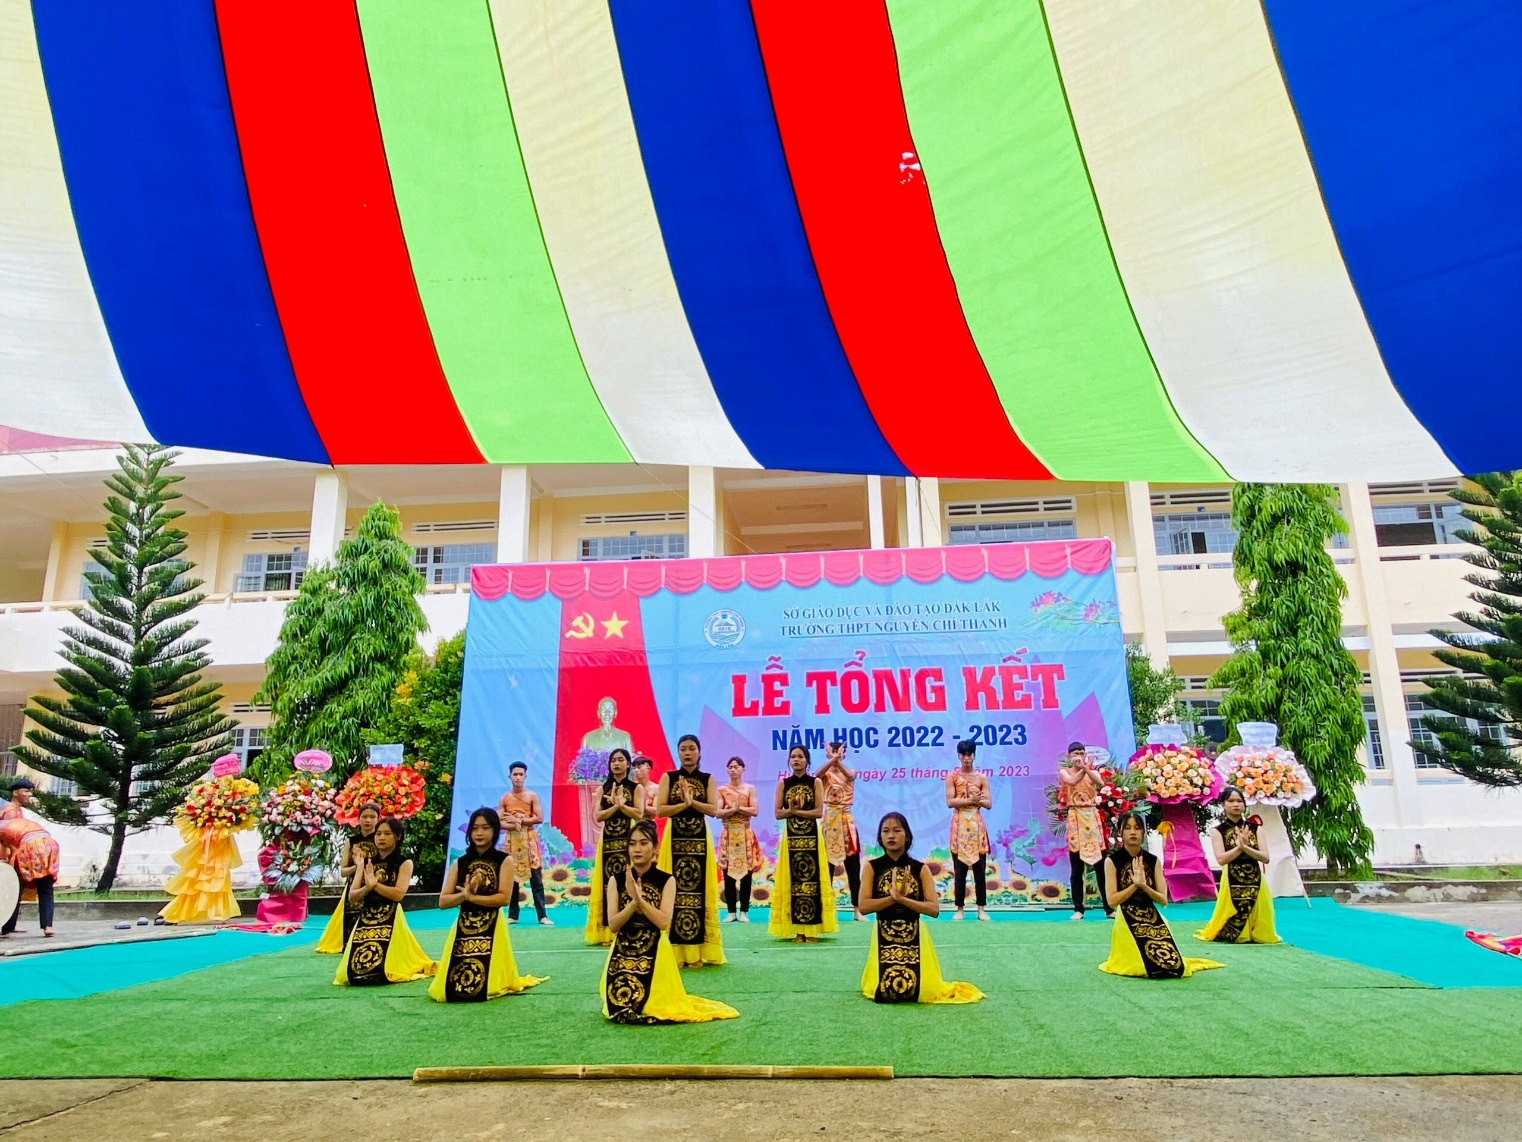 SỞ GIÁO DỤC VÀ ĐÀO TẠO ĐẮK LẮK
TRƯỜNG THPT NGUYỄN CHÍ THANH
LỄ TỔNG KẾT
NĂM HỌC 2022 - 2023
ngày 25 tháng năm 2023